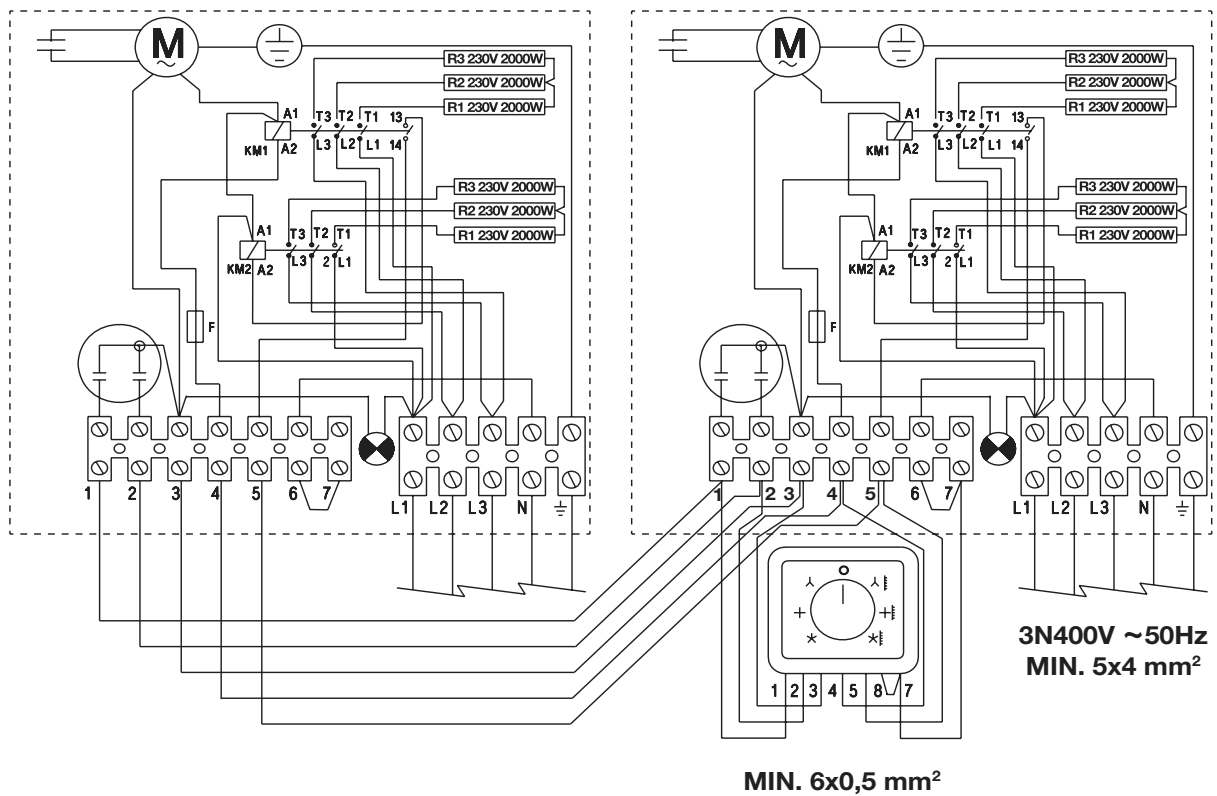 M
~
R3 230V 2000W
R2 230V 2000W
R1 230V 2000W
A1
T3 T2 T1 13
KM1 A2 L3 L2 L1 14
R3 230V 2000W
R2 230V 2000W
R1 230V 2000W
A1 T3 T2 T1
KM2 A2 L3 2 L1
F
1 2 3 4 5 6 7
L1 L2 L3 N
M
~
R3 230V 2000W
R2 230V 2000W
R1 230V 2000W
A1
T3 T2 T1 13
KM1 A2 L3 L2 L1 14
R3 230V 2000W
R2 230V 2000W
R1 230V 2000W
A1 T3 T2 T1
KM2 A2 L3 2 L1
F
1 2 3 4 5 6 7
L1 L2 L3 N
O
1 2 3 4 5 8 7
3N400V ~50Hz
MIN. 5x4 mm²
MIN. 6x0,5 mm²